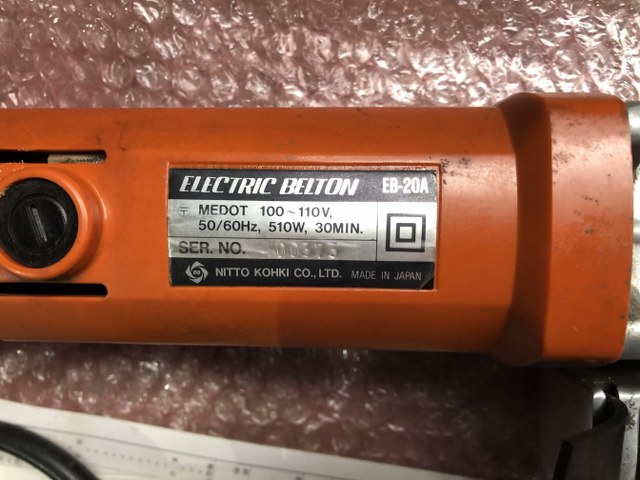 ELECTRIC BELTON EB-20A
〒 MEDOT 100~110V,
50/60Hz, 510W, 30MIN.
SER. NO.
NITTO KOHKI CO., LTD. MADE IN JAPAN